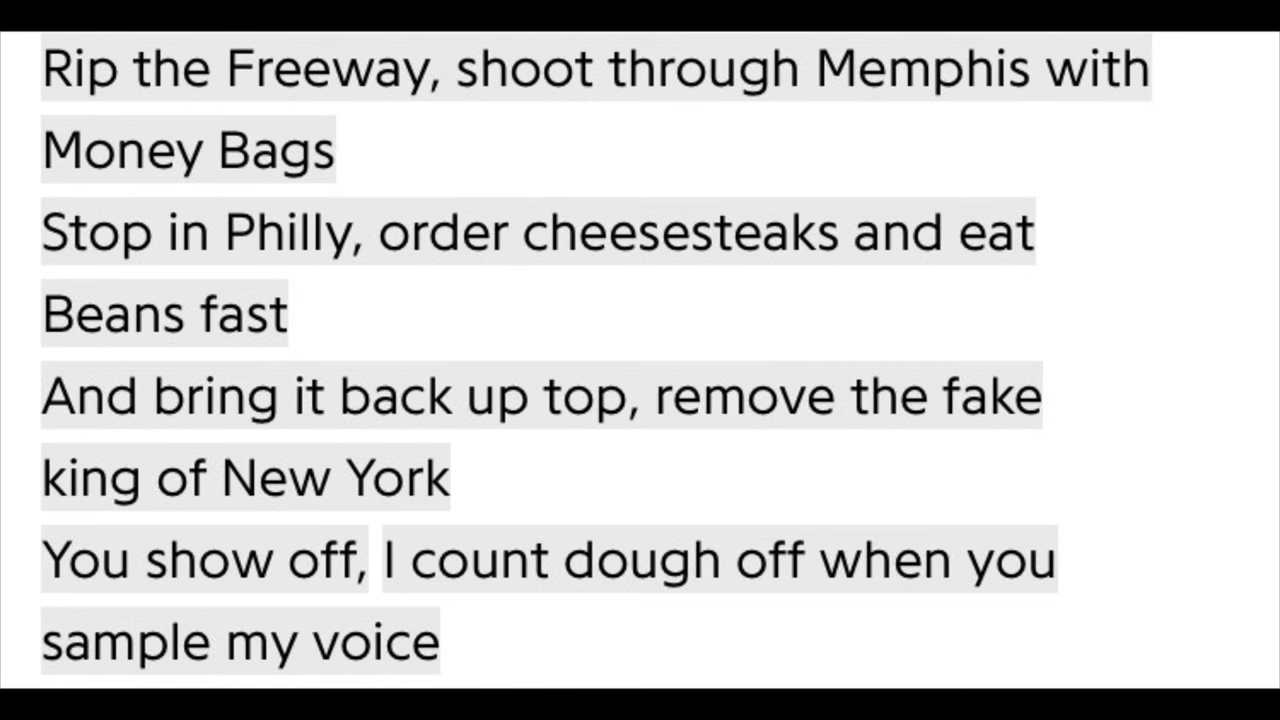 Rip the Freeway, shoot through Memphis with
Money Bags
Stop in Philly, order cheesesteaks and eat
Beans fast
And bring it back up top, remove the fake
king of New York
You show off, I count dough off when you
sample my voice